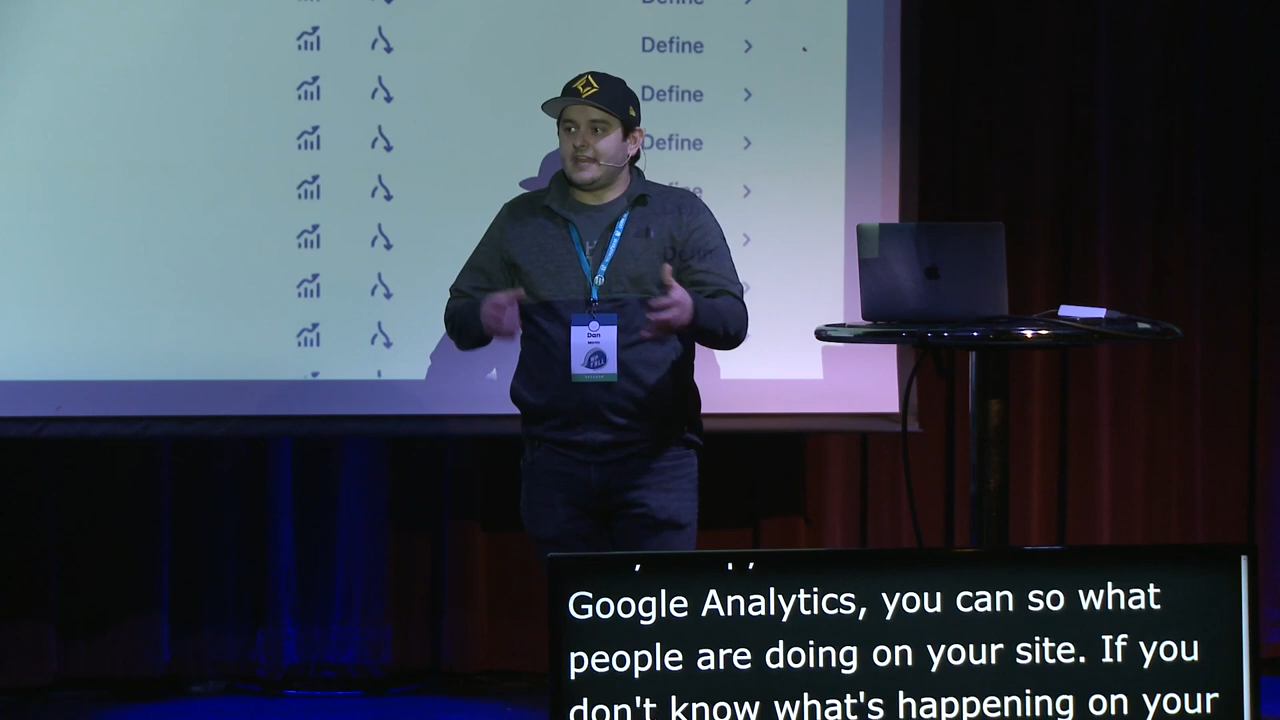 Define
Define
Define
Define
Dan
Google Analytics, you can so what
people are doing on your site. If you
don't know what's happening on your